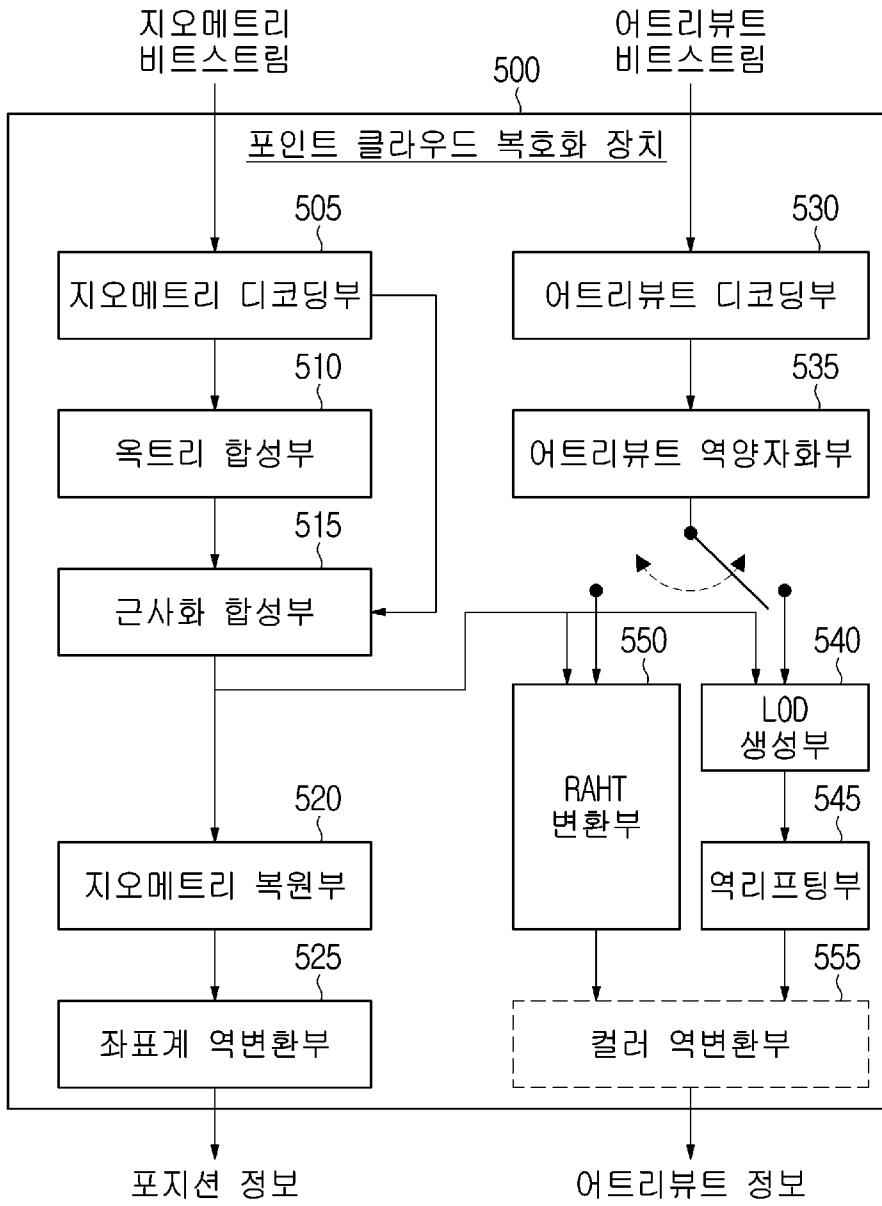 지오메트리
비트스트림
어트리뷰트
비트스트림
500
포인트 클라우드 복호화 장치
505
지오메트리 디코딩부
530
어트리뷰트 디코딩부
510
옥트리 합성부
535
어트리뷰트 역양자화부
515
근사화 합성부
550
RAHT
변환부
540
LOD
생성부
520
지오메트리 복원부
545
역리프팅부
525
좌표계 역변환부
555
컬러 역변환부
포지션 정보
어트리뷰트 정보